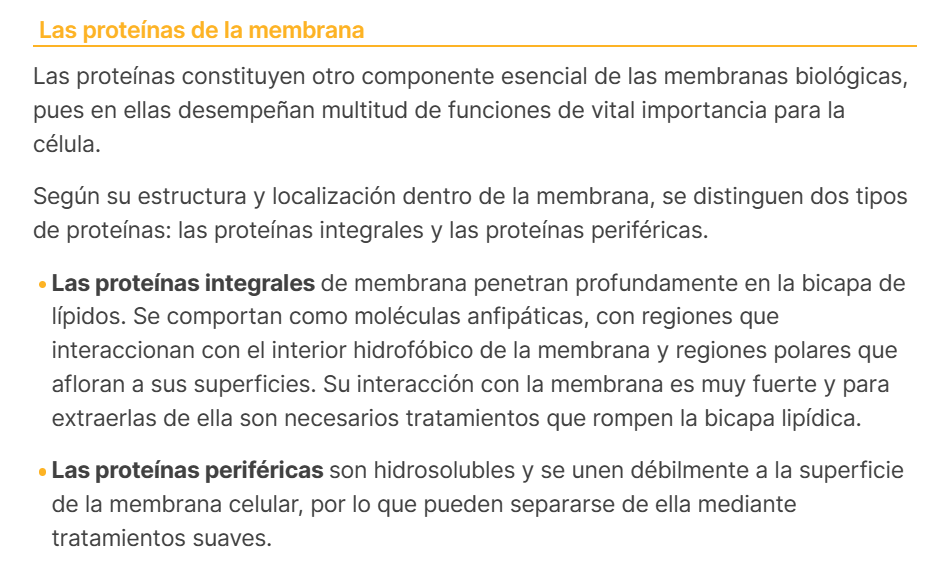 Las proteínas de la membrana
Las proteínas constituyen otro componente esencial de las membranas biológicas,
pues en ellas desempeñan multitud de funciones de vital importancia para la
célula.
Según su estructura y localización dentro de la membrana, se distinguen dos tipos
de proteínas: las proteínas integrales y las proteínas periféricas.
• Las proteínas integrales de membrana penetran profundamente en la bicapa de
lípidos. Se comportan como moléculas anfipáticas, con regiones que
interaccionan con el interior hidrofóbico de la membrana y regiones polares que
afloran a sus superficies. Su interacción con la membrana es muy fuerte y para
extraerlas de ella son necesarios tratamientos que rompen la bicapa lipídica.
• Las proteínas periféricas son hidrosolubles y se unen débilmente a la superficie
de la membrana celular, por lo que pueden separarse de ella mediante
tratamientos suaves.